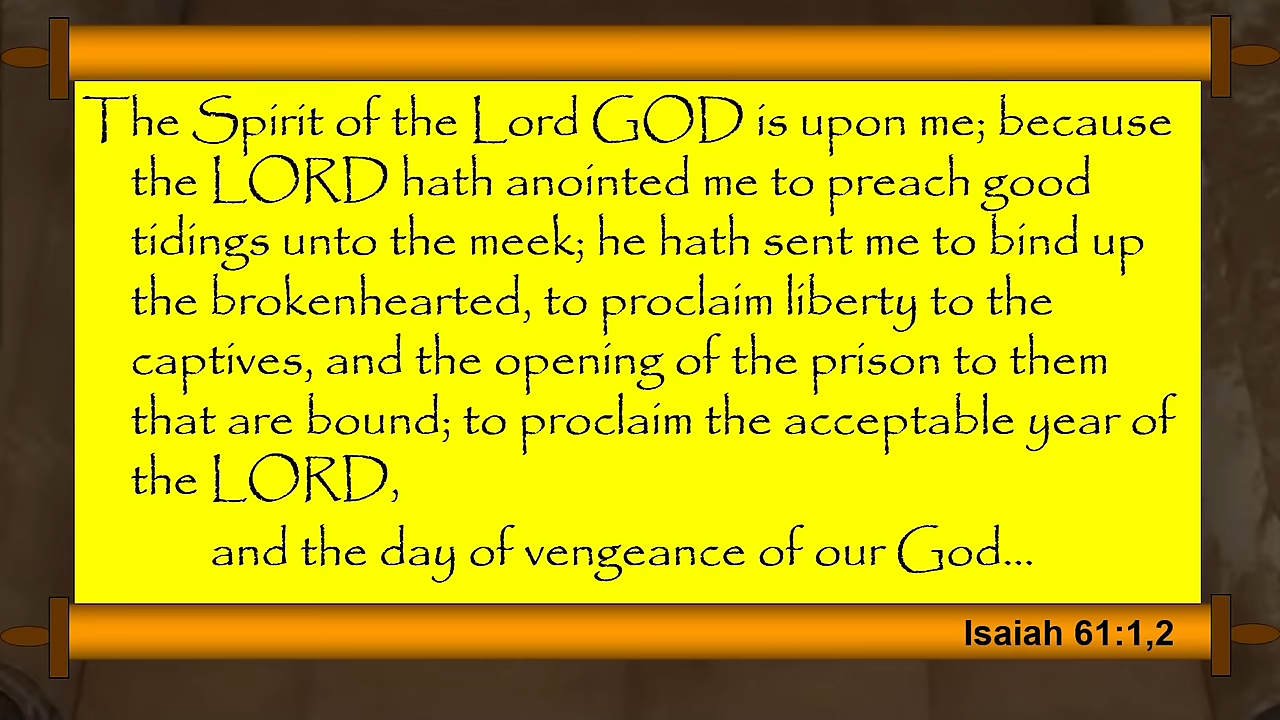 The Spirit of the Lord GOD is upon me; because
the LORD hath anointed me to preach good
tidings unto the meek; he hath sent me to bind up
the brokenhearted, to proclaim liberty to the
captives, and the opening of the prison to them
that are bound; to proclaim the acceptable year of
the LORD,
and the day of vengeance of our God...
Isaiah 61:1,2